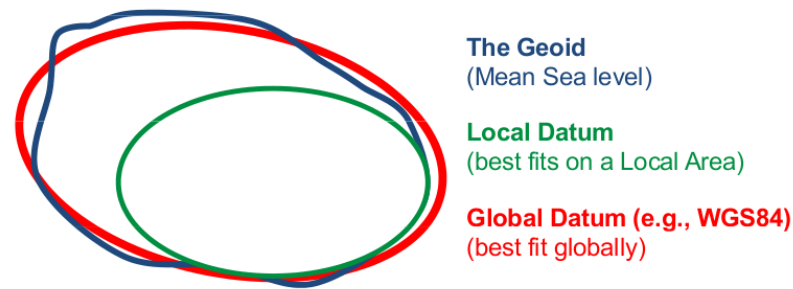 The Geoid
(Mean Sea level)
Local Datum
(best fits on a Local Area)
Global Datum (e.g., WGS84)
(best fit globally)